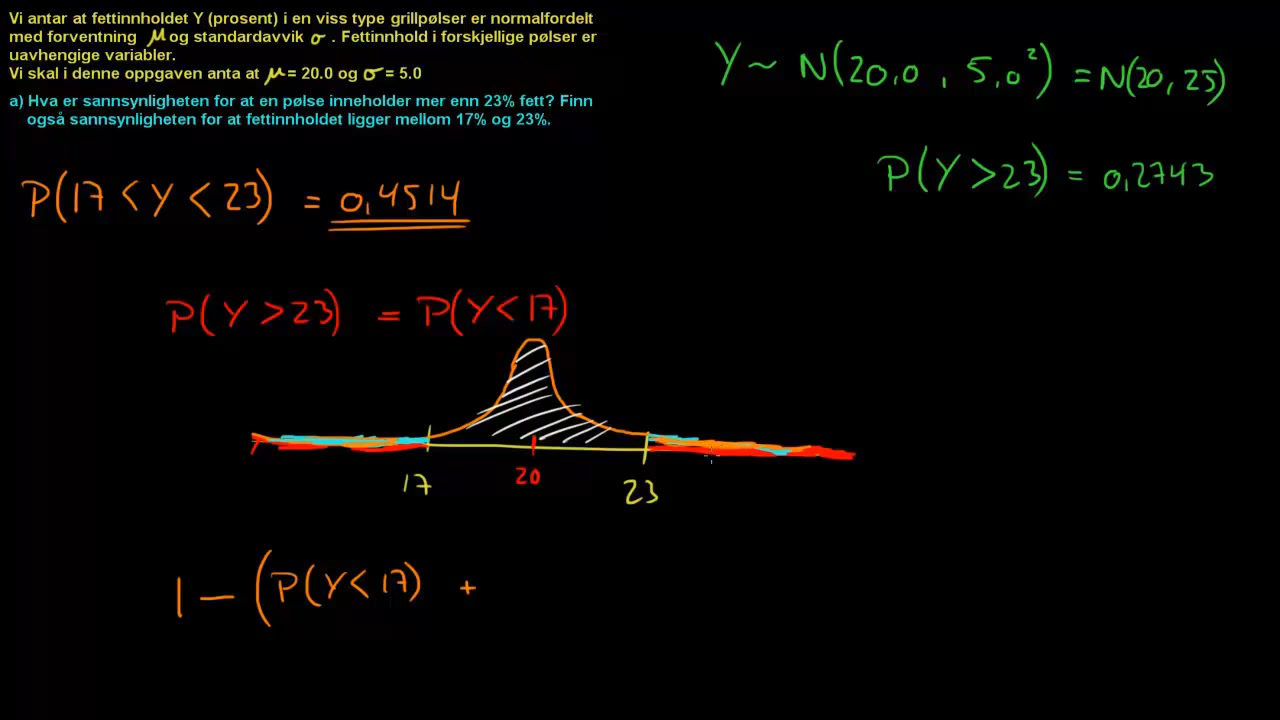 Vi antar at fettinnholdet Y (prosent) i en viss type grillpølser er normalfordelt
med forventning μ og standardavvik σ . Fettinnhold i forskjellige pølser er
uavhengige variabler.
Vi skal i denne oppgaven anta at μ = 20.0 og σ = 5.0
a) Hva er sannsynligheten for at en pølse inneholder mer enn 23% fett? Finn
også sannsynligheten for at fettinnholdet ligger mellom 17% og 23%.
Y ~ N(20,0 , 5,0²) = N(20, 25)
P(Y > 23) = 0,2743
P(17 < Y < 23) = 0,4514
P(Y > 23) = P(Y < 17)
17 20 23
1 - (P(Y < 17) +